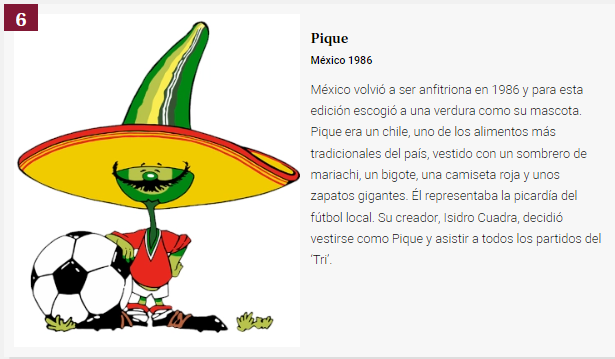 6
Pique
México 1986
México volvió a ser anfitriona en 1986 y para esta
edición escogió a una verdura como su mascota.
Pique era un chile, uno de los alimentos más
tradicionales del país, vestido con un sombrero de
mariachi, un bigote, una camiseta roja y unos
zapatos gigantes. Él representaba la picardía del
fútbol local. Su creador, Isidro Cuadra, decidió
vestirse como Pique y asistir a todos los partidos del
‘Tri’.